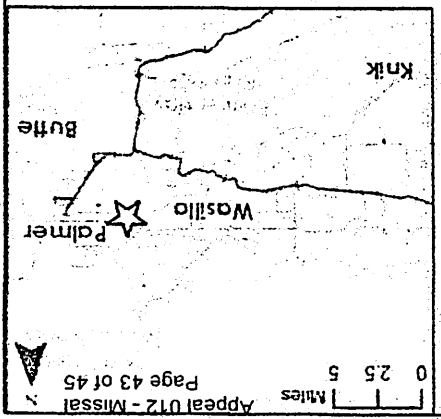 Appeal 012 - Missal
Page 43 of 45
Miles
0 2.5 5
N
Palmer
Wasilla
Butte
Knik